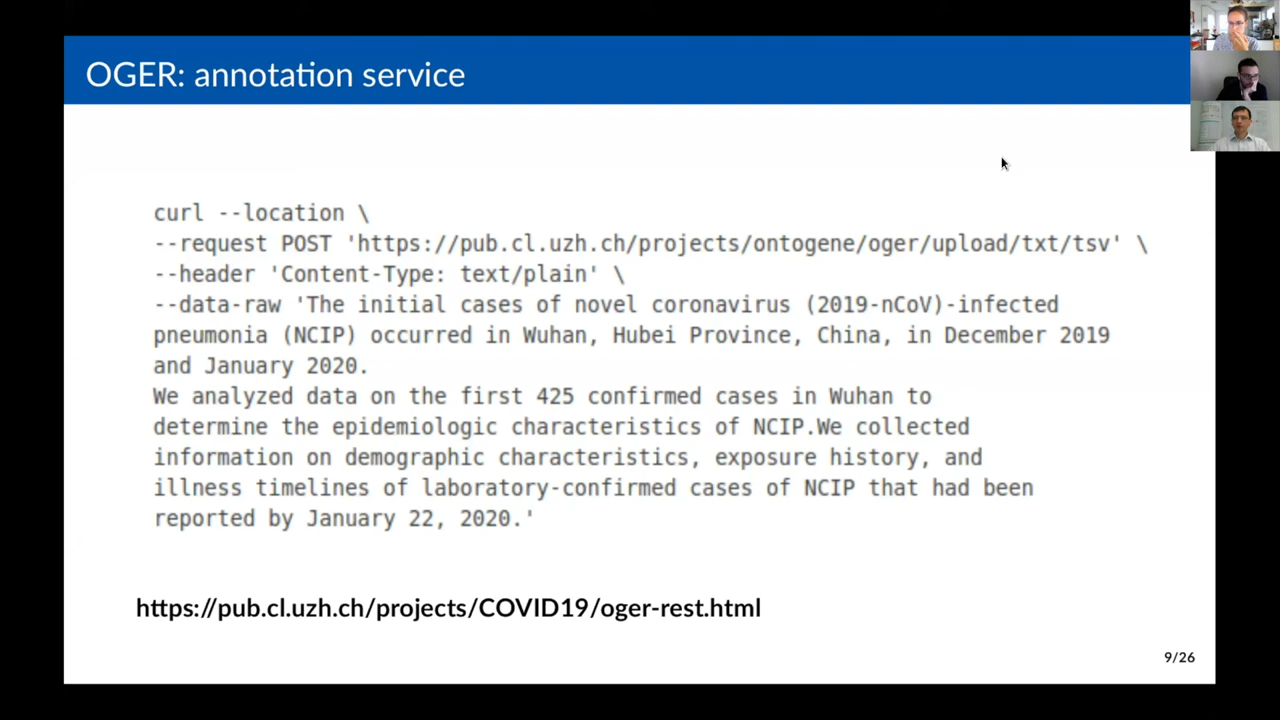 OGER: annotation service
curl --location \
--request POST 'https://pub.cl.uzh.ch/projects/ontogene/oger/upload/txt/tsv' \
--header 'Content-Type: text/plain' \
--data-raw 'The initial cases of novel coronavirus (2019-nCoV)-infected
pneumonia (NCIP) occurred in Wuhan, Hubei Province, China, in December 2019
and January 2020.
We analyzed data on the first 425 confirmed cases in Wuhan to
determine the epidemiologic characteristics of NCIP.We collected
information on demographic characteristics, exposure history, and
illness timelines of laboratory-confirmed cases of NCIP that had been
reported by January 22, 2020.'
https://pub.cl.uzh.ch/projects/COVID19/oger-rest.html
9/26